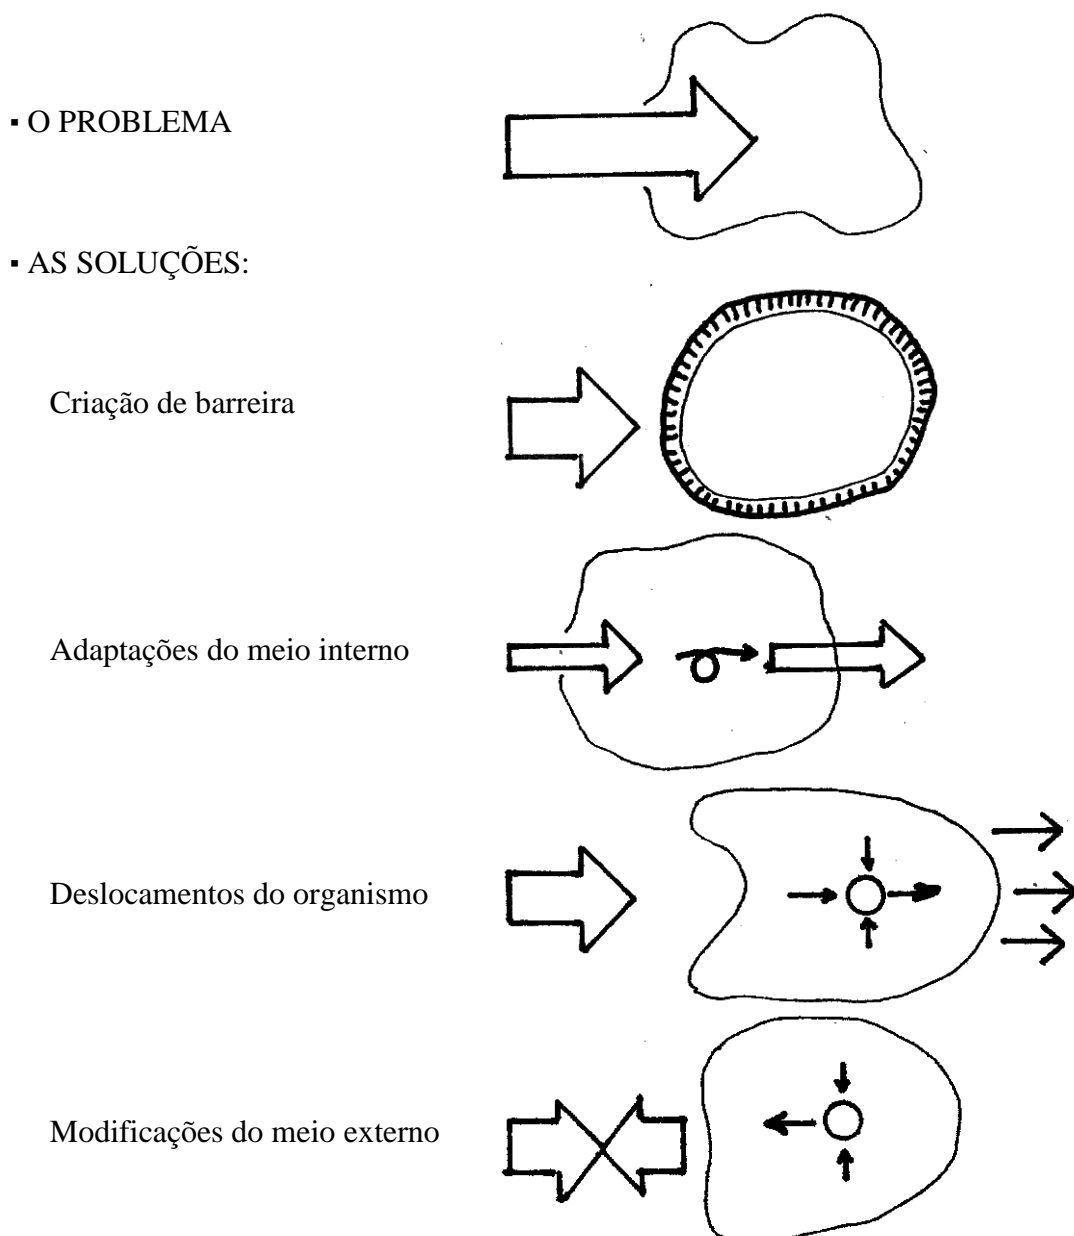 ▪ O PROBLEMA
▪ AS SOLUÇÕES:
Criação de barreira
Adaptações do meio interno
Deslocamentos do organismo
Modificações do meio externo